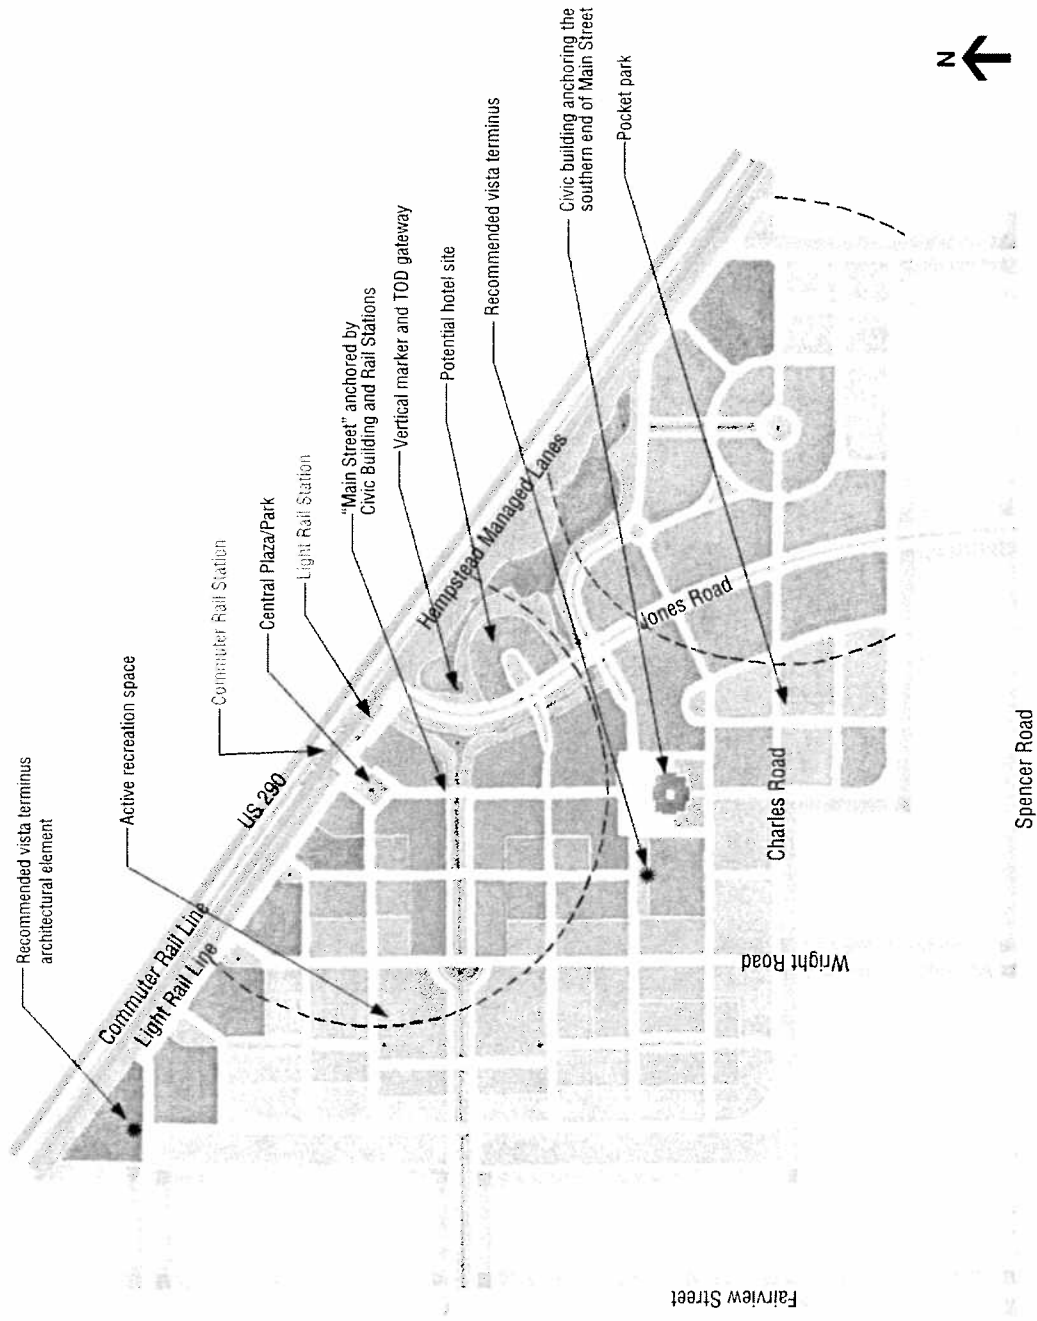 Recommended vista terminus
architectural element
Active recreation space
Commuter Rail Station
Central Plaza/Park
Light Rail Station
"Main Street" anchored by
Civic Building and Rail Stations
Vertical marker and TOD gateway
Potential hotel site
Recommended vista terminus
Civic building anchoring the
southern end of Main Street
Pocket park
N
US 290
Commuter Rail Line
Light Rail Line
Hempstead Managed Lanes
Jones Road
Charles Road
Wright Road
Spencer Road
Fairview Street